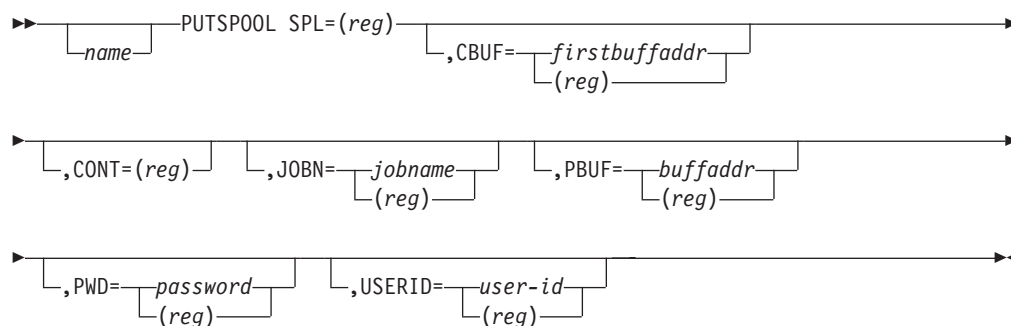 PUTSPOOL SPL=(reg)
name
,CBUF=
firstbuffaddr
(reg)
,CONT=(reg)
,JOBN=
jobname
(reg)
,PBUF=
buffaddr
(reg)
,PWD=
password
(reg)
,USERID=
user-id
(reg)